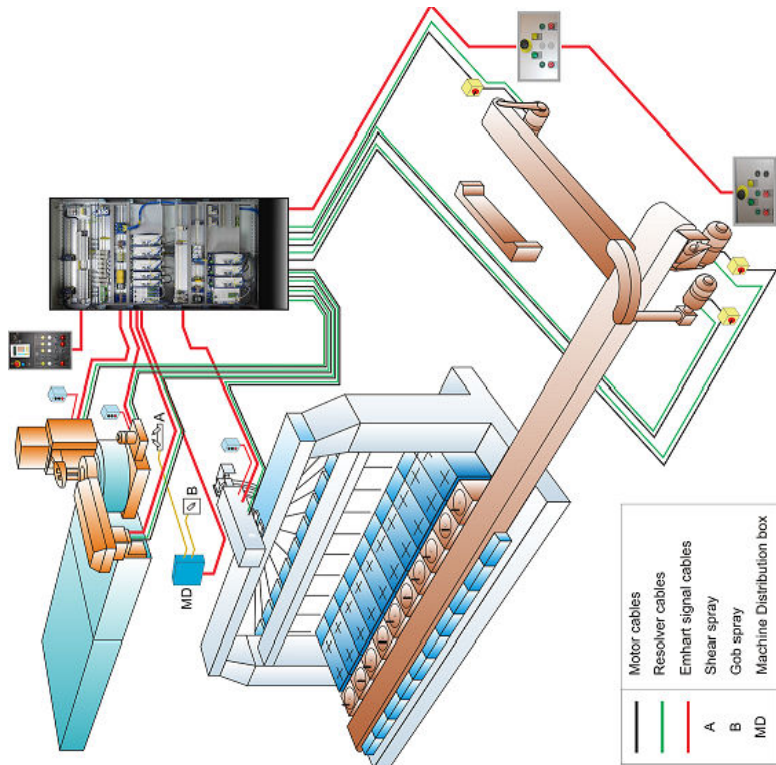 A
B
MD
Motor cables
Resolver cables
Emhart signal cables
A Shear spray
B Gob spray
MD Machine Distribution box